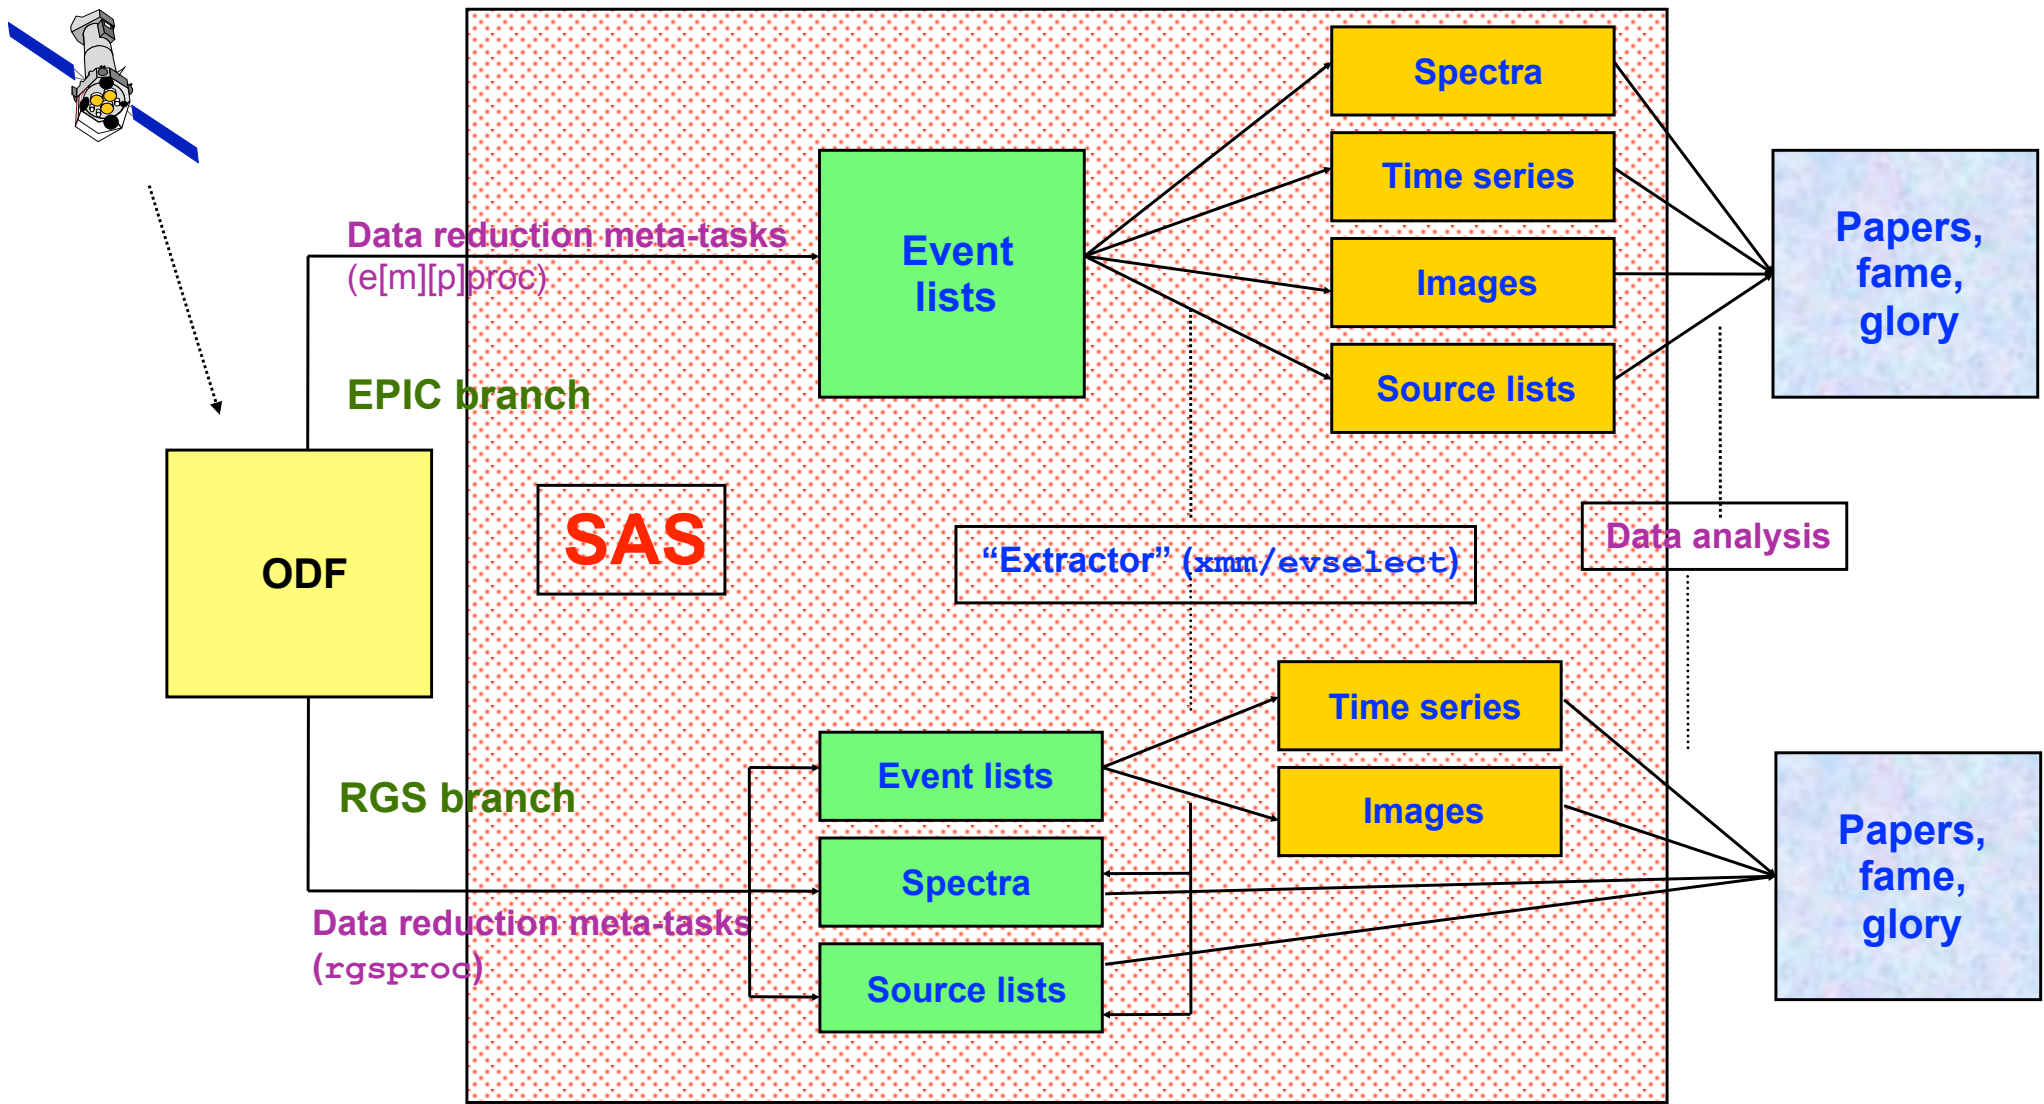 Spectra
Time series
Images
Source lists
Data reduction meta-tasks
(e[m][p]proc)
Event
lists
Papers,
fame,
glory
EPIC branch
SAS
ODF
“Extractor” (xmm/evselect)
Data analysis
RGS branch
Event lists
Spectra
Source lists
Time series
Images
Data reduction meta-tasks
(rgsproc)
Papers,
fame,
glory